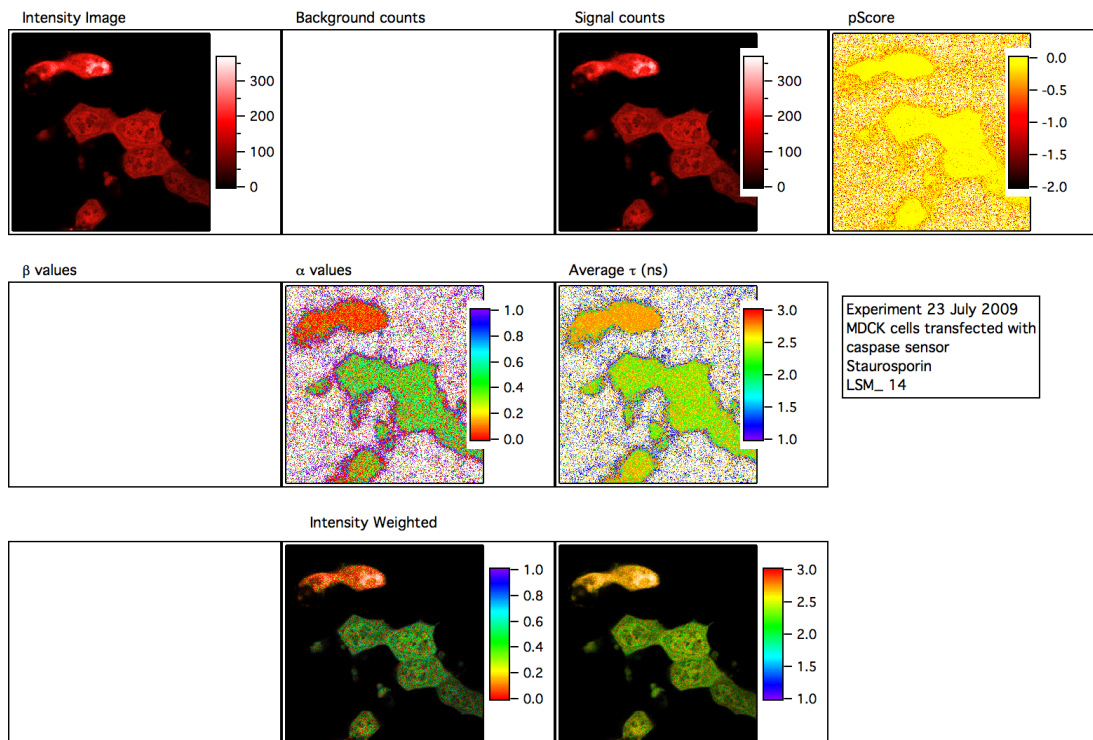 Intensity Image
Background counts
Signal counts
pScore
300
200
100
0
300
200
100
0
0.0
-0.5
-1.0
-1.5
-2.0
β values
α values
Average τ (ns)
1.0
0.8
0.6
0.4
0.2
0.0
3.0
2.5
2.0
1.5
1.0
Experiment 23 July 2009
MDCK cells transfected with
caspase sensor
Staurosporin
LSM_ 14
Intensity Weighted
1.0
0.8
0.6
0.4
0.2
0.0
3.0
2.5
2.0
1.5
1.0